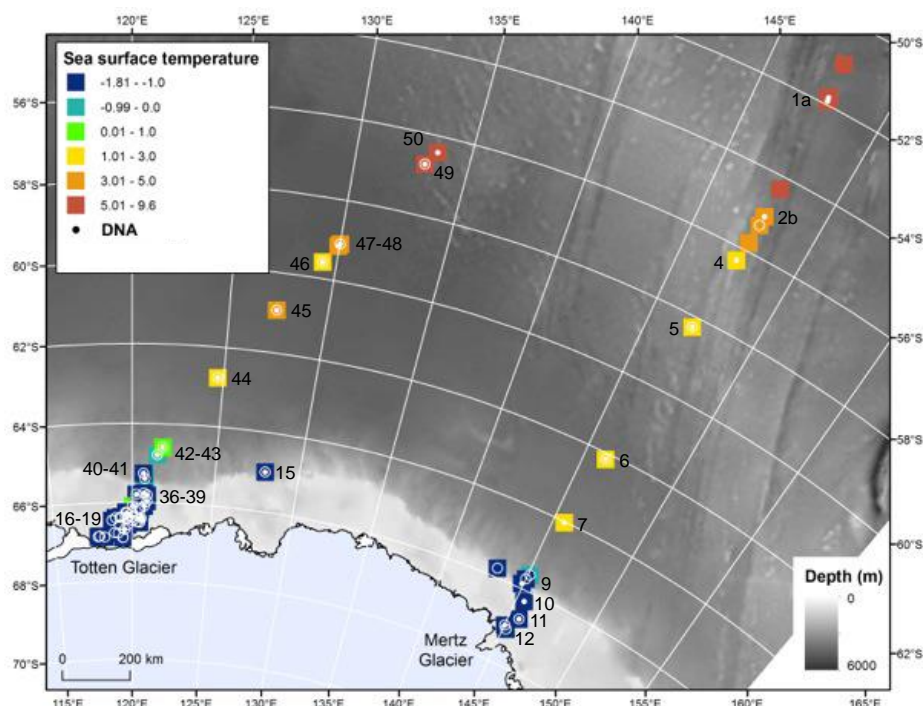 120°E 125°E 130°E 135°E 140°E 145°E
50°S
Sea surface temperature
-1.81 - -1.0
-0.99 - 0.0
0.01 - 1.0
1.01 - 3.0
3.01 - 5.0
5.01 - 9.6
DNA
56°S
58°S
60°S
62°S
64°S
66°S
68°S
70°S
52°S
54°S
56°S
58°S
60°S
62°S
1a
50
49
2b
47-48
46
4
45
5
44
42-43
40-41
15
6
36-39
16-19
7
Totten Glacier
9
10
11
12
Mertz
Glacier
Depth (m)
0
6000
0 200 km
115°E 120°E 125°E 130°E 135°E 140°E 145°E 150°E 155°E 160°E 165°E